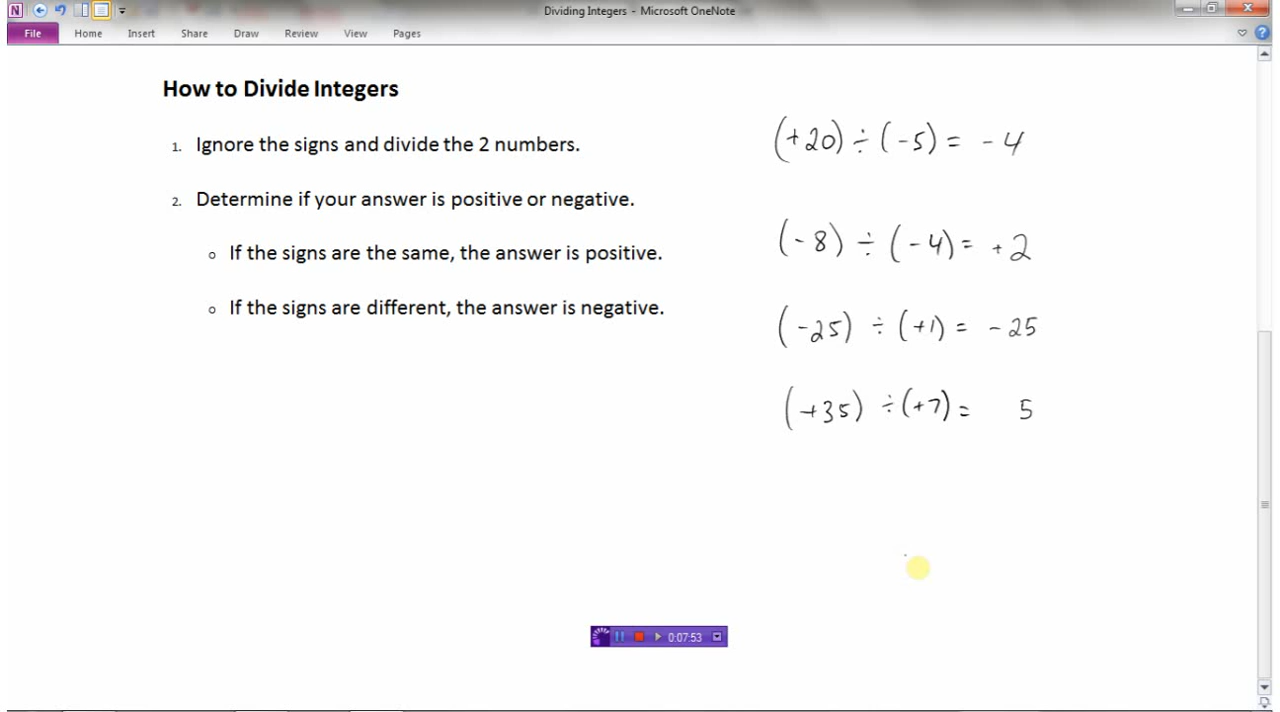 Dividing Integers - Microsoft OneNote
File Home Insert Share Draw Review View Pages
How to Divide Integers
1. Ignore the signs and divide the 2 numbers.
2. Determine if your answer is positive or negative.
o If the signs are the same, the answer is positive.
o If the signs are different, the answer is negative.
(+20) ÷ (-5) = -4
(-8) ÷ (-4) = +2
(-25) ÷ (+1) = -25
(+35) ÷ (+7) = 5
0:07:53